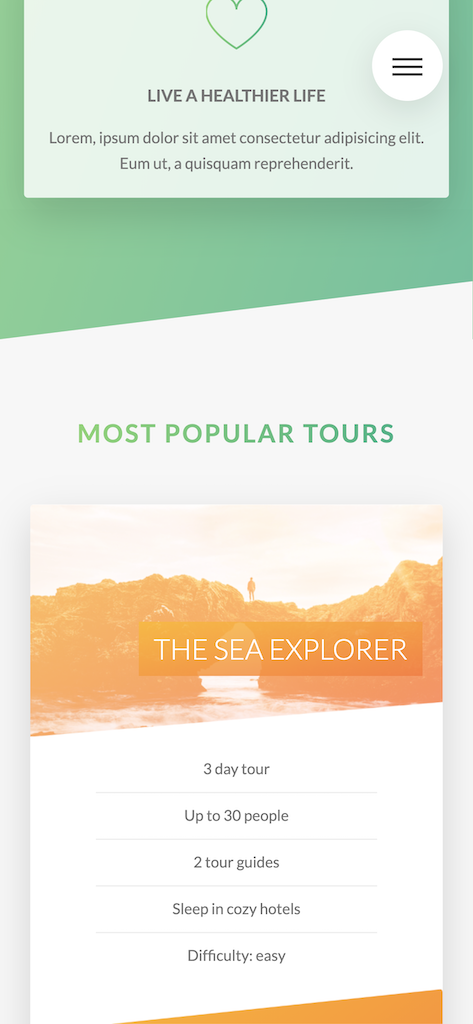 LIVE A HEALTHIER LIFE
Lorem, ipsum dolor sit amet consectetur adipisicing elit.
Eum ut, a quisquam reprehenderit.
MOST POPULAR TOURS
THE SEA EXPLORER
3 day tour
Up to 30 people
2 tour guides
Sleep in cozy hotels
Difficulty: easy